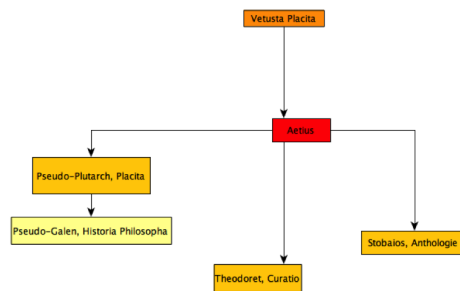 Vetusta Placita
Aetius
Pseudo-Plutarch, Placita
Pseudo-Galen, Historia Philosopha
Stobaios, Anthologie
Theodoret, Curatio